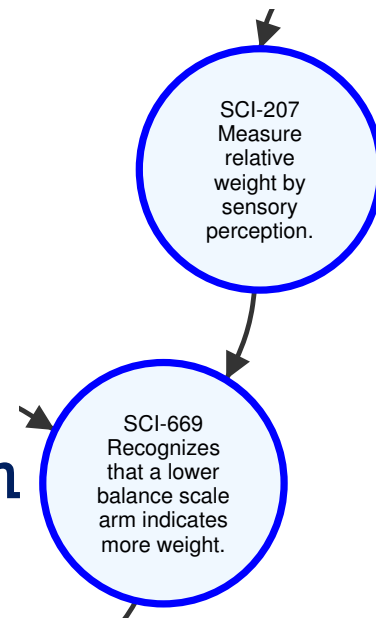 SCI-207
Measure
relative
weight by
sensory
perception.
SCI-669
Recognizes
that a lower
balance scale
arm indicates
more weight.